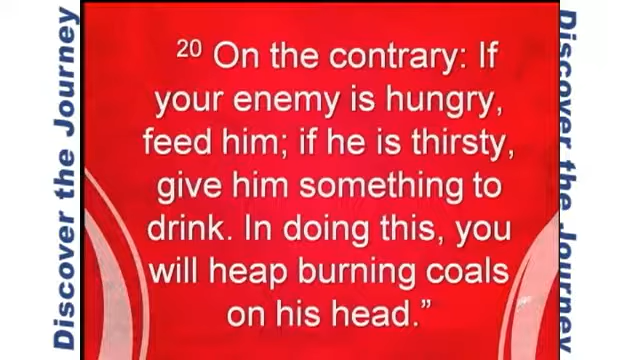 Discover the Journey
20 On the contrary: If
your enemy is hungry,
feed him; if he is thirsty,
give him something to
drink. In doing this, you
will heap burning coals
on his head.”
Discover the Journey